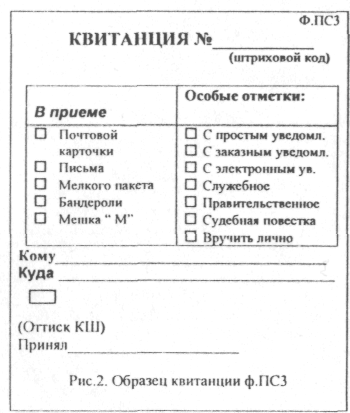 Ф.ПС3
КВИТАНЦИЯ №
(штриховой код)
В приеме
Особые отметки:
Почтовой
карточки
Письма
Мелкого пакета
Бандероли
Мешка “ М”
С простым уведомл.
С заказным уведомл.
С электронным ув.
Служебное
Правительственное
Судебная повестка
Вручить лично
Кому
Куда
(Оттиск КШ)
Принял
Рис.2. Образец квитанции ф.ПС3